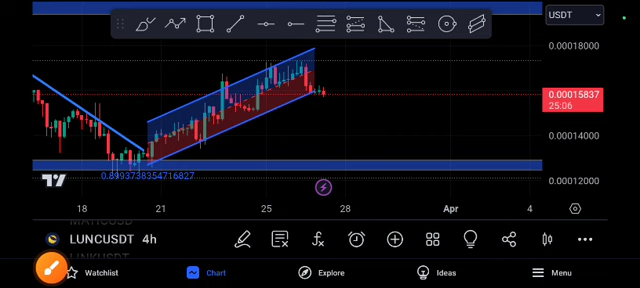 USDT
0.00018000
0.00015837
25:06
0.00014000
0.00012000
0.8993738354716827
18
21
25
28
Apr
4
LUNCUSDT 4h
Watchlist
Chart
Explore
Ideas
Menu